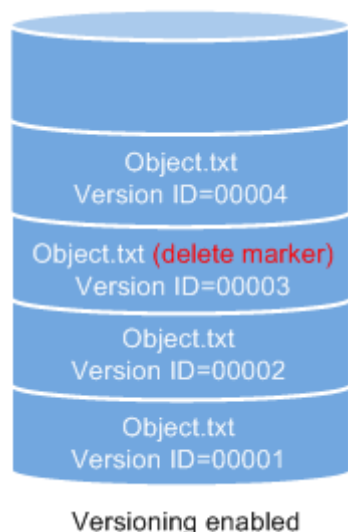 Object.txt
Version ID=00004
Object.txt (delete marker)
Version ID=00003
Object.txt
Version ID=00002
Object.txt
Version ID=00001
Versioning enabled